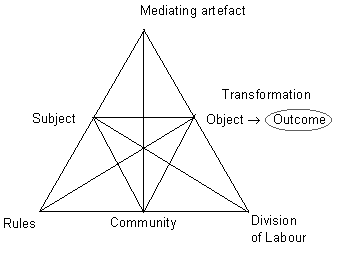 Mediating artefact
Transformation
Subject
Object → Outcome
Rules
Community
Division
of Labour